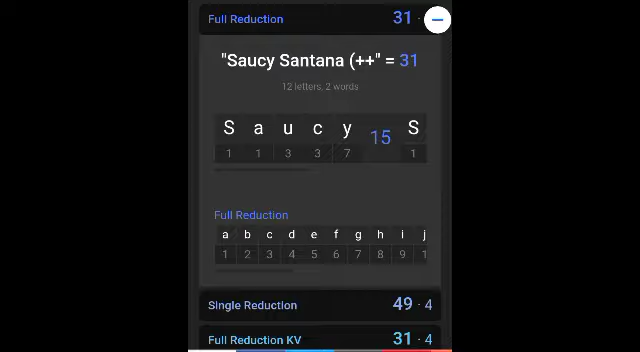 Full Reduction 31 ·
"Saucy Santana (++" = 31
12 letters, 2 words
S a u c y 15 S
1 1 3 3 7 1
Full Reduction
a b c d e f g h i j
1 2 3 4 5 6 7 8 9 1
Single Reduction 49 · 4
Full Reduction KV 31 · 4